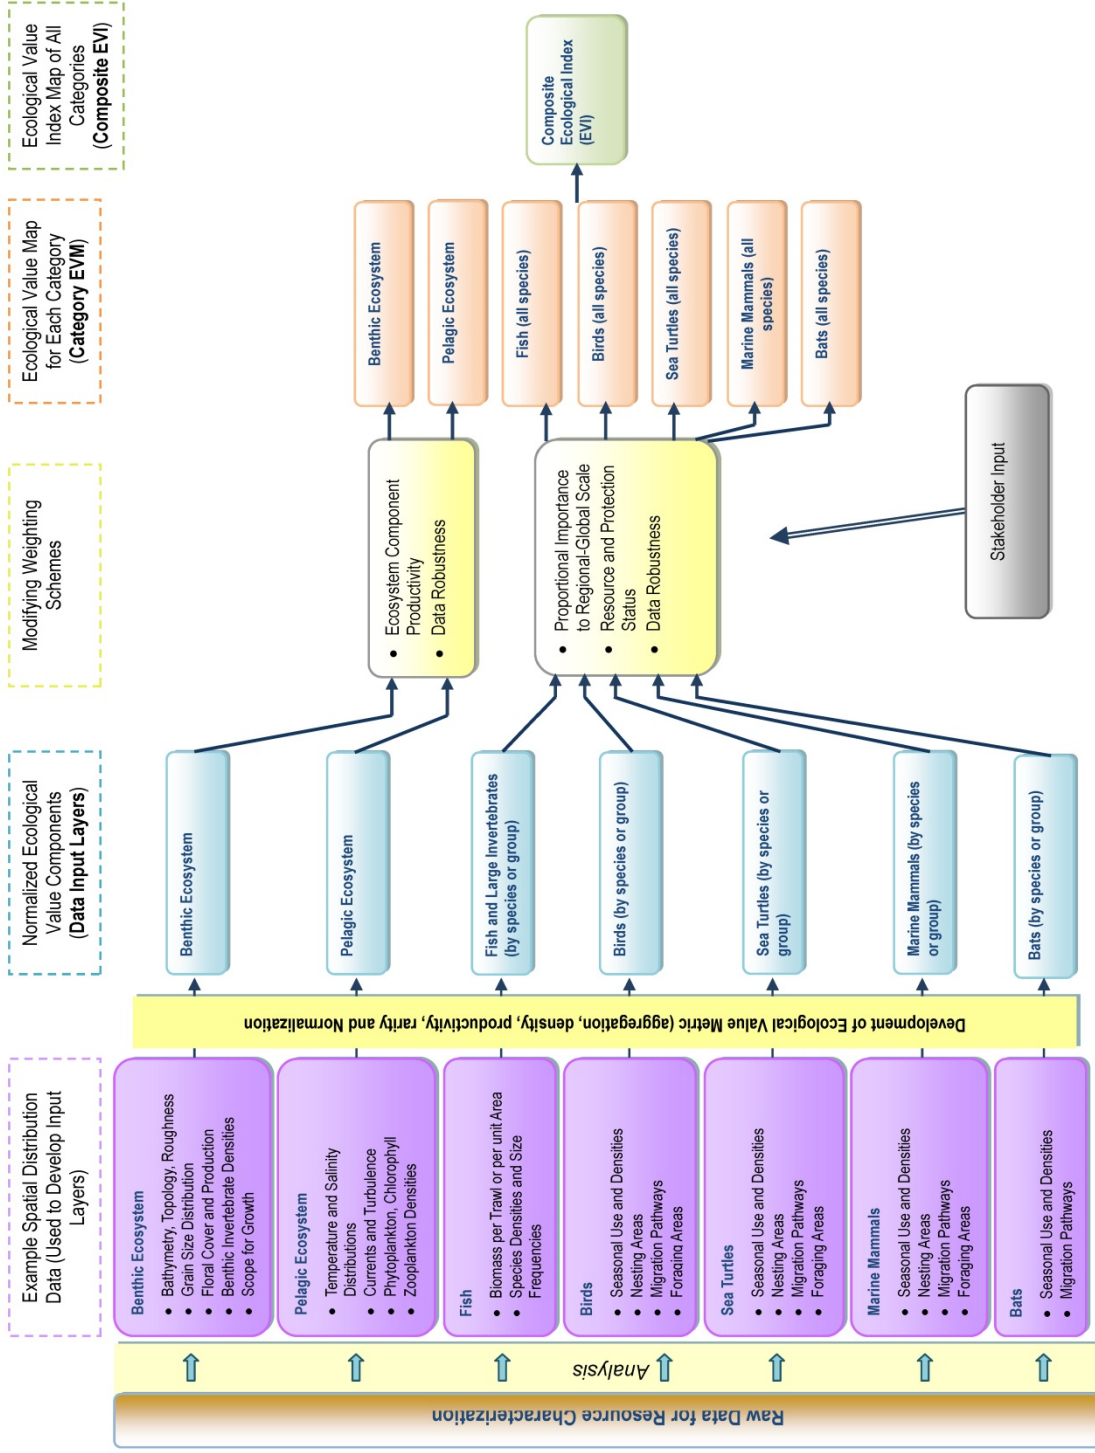 Example Spatial Distribution
Data (Used to Develop Input
Layers)
Normalized Ecological
Value Components
(Data Input Layers)
Modifying Weighting
Schemes
Ecological Value Map
for Each Category
(Category EVM)
Ecological Value
Index Map of All
Categories
(Composite EVI)
Raw Data for Resource Characterization
Analysis
Benthic Ecosystem
• Bathymetry, Topology, Roughness
• Grain Size Distribution
• Floral Cover and Production
• Benthic Invertebrate Densities
• Scope for Growth
Pelagic Ecosystem
• Temperature and Salinity
Distributions
• Currents and Turbulence
• Phytoplankton, Chlorophyll
• Zooplankton Densities
Fish
• Biomass per Trawl or per unit Area
• Species Densities and Size
Frequencies
Birds
• Seasonal Use and Densities
• Nesting Areas
• Migration Pathways
• Foraging Areas
Sea Turtles
• Seasonal Use and Densities
• Nesting Areas
• Migration Pathways
• Foraging Areas
Marine Mammals
• Seasonal Use and Densities
• Nesting Areas
• Migration Pathways
• Foraging Areas
Bats
• Seasonal Use and Densities
• Migration Pathways
Development of Ecological Value Metric (aggregation, density, productivity, rarity and Normalization
Benthic Ecosystem
Pelagic Ecosystem
Fish and Large Invertebrates
(by species or group)
Birds (by species or group)
Sea Turtles (by species or
group)
Marine Mammals (by species
or group)
Bats (by species or group)
• Ecosystem Component
Productivity
• Data Robustness
• Proportional Importance
to Regional-Global Scale
• Resource and Protection
Status
• Data Robustness
Stakeholder Input
Benthic Ecosystem
Pelagic Ecosystem
Fish (all species)
Birds (all species)
Sea Turtles (all species)
Marine Mammals (all
species)
Bats (all species)
Composite
Ecological Index
(EVI)